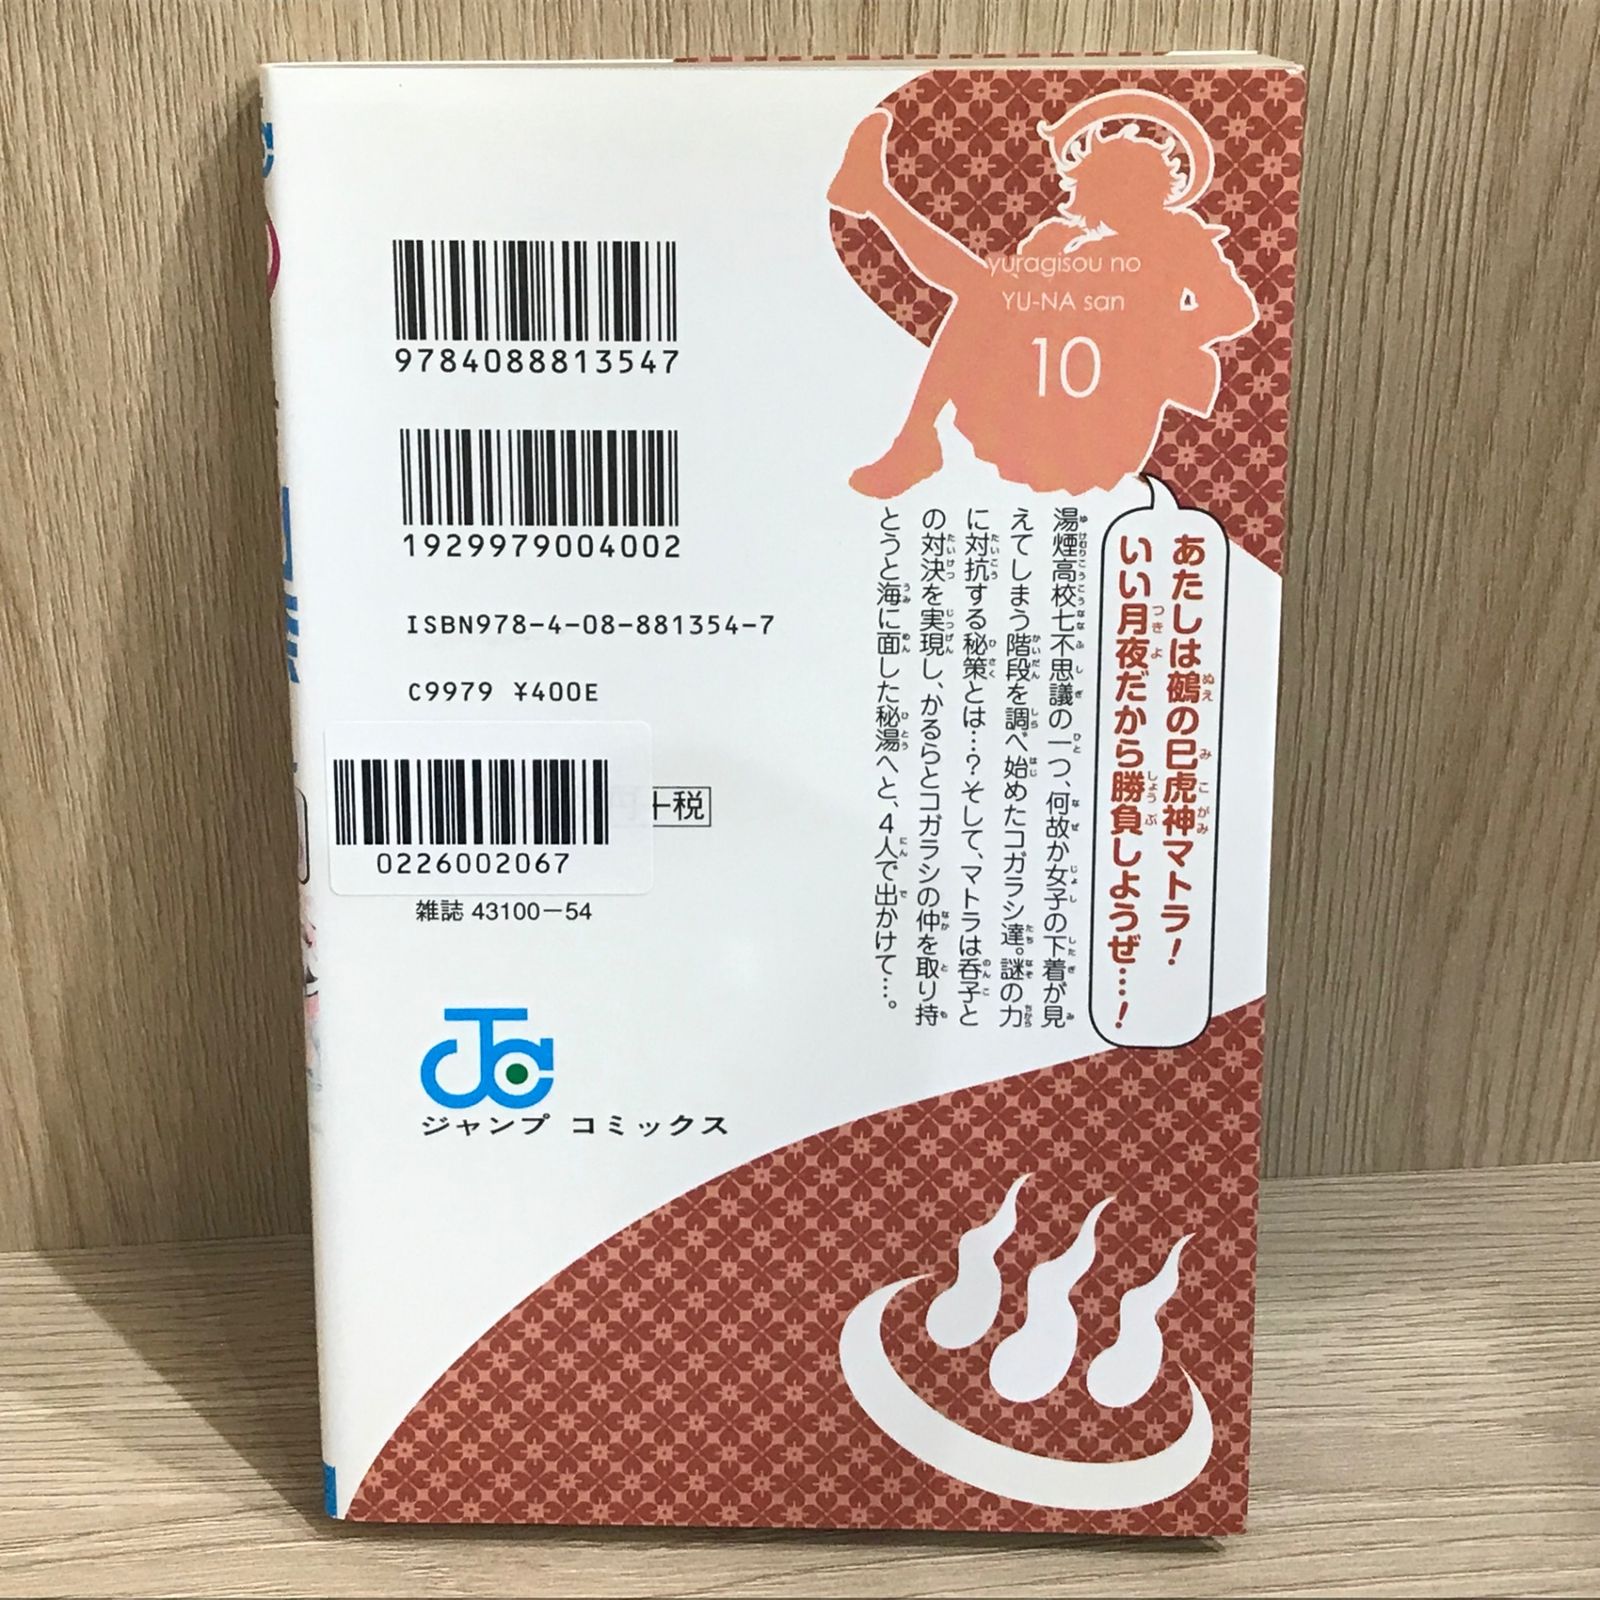 yuragisou no
YU-NA san
10
あたしは鵺の巳虎神マトラ！
いい月夜だから勝負しようぜ…！
湯煙高校七不思議の一つ、何故か女子の下着が見
えてしまう階段を調べ始めたコガラシ達。謎の力
に対抗する秘策とは…？そして、マトラは呑子と
の対決を実現し、かるらとコガラシの仲を取り持
とうと海に面した秘湯へと、4人で出かけて…。
9784088813547
1929979004002
ISBN978-4-08-881354-7
C9979 ¥400E
+税
0226002067
雑誌 43100-54
ジャンプ コミックス